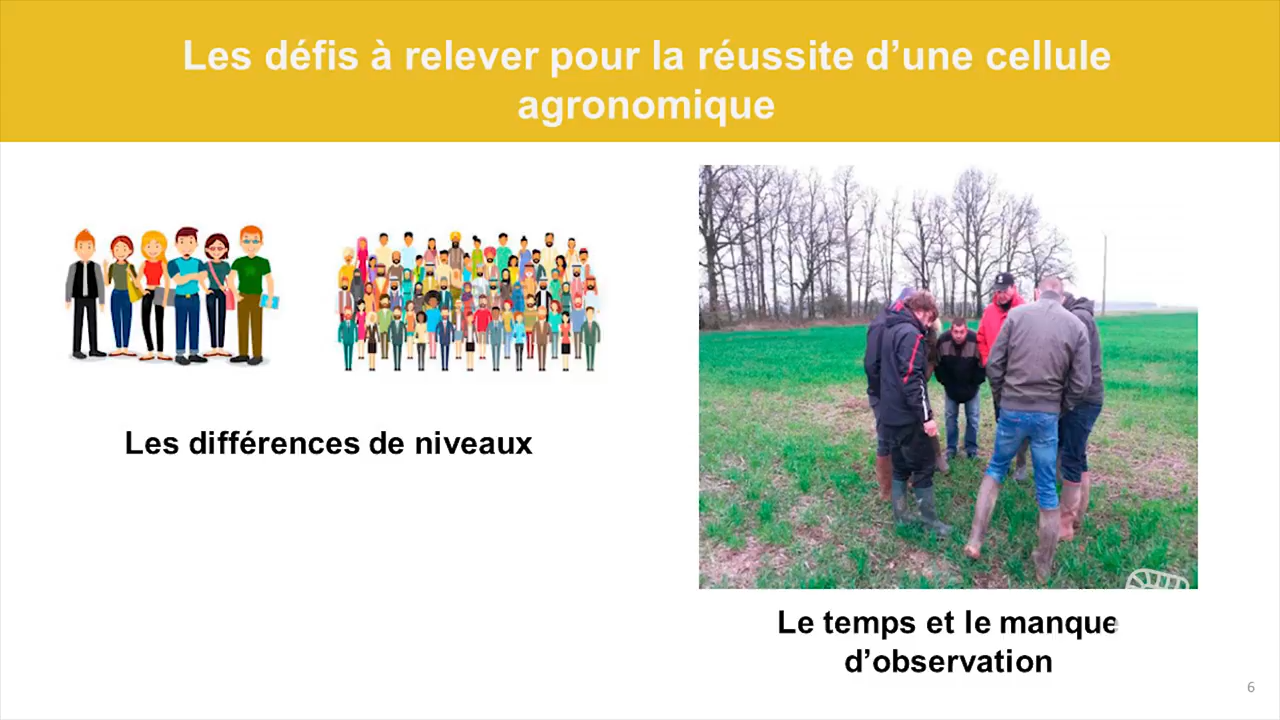 Les défis à relever pour la réussite d’une cellule
agronomique
Les différences de niveaux
Le temps et le manque
d’observation
6